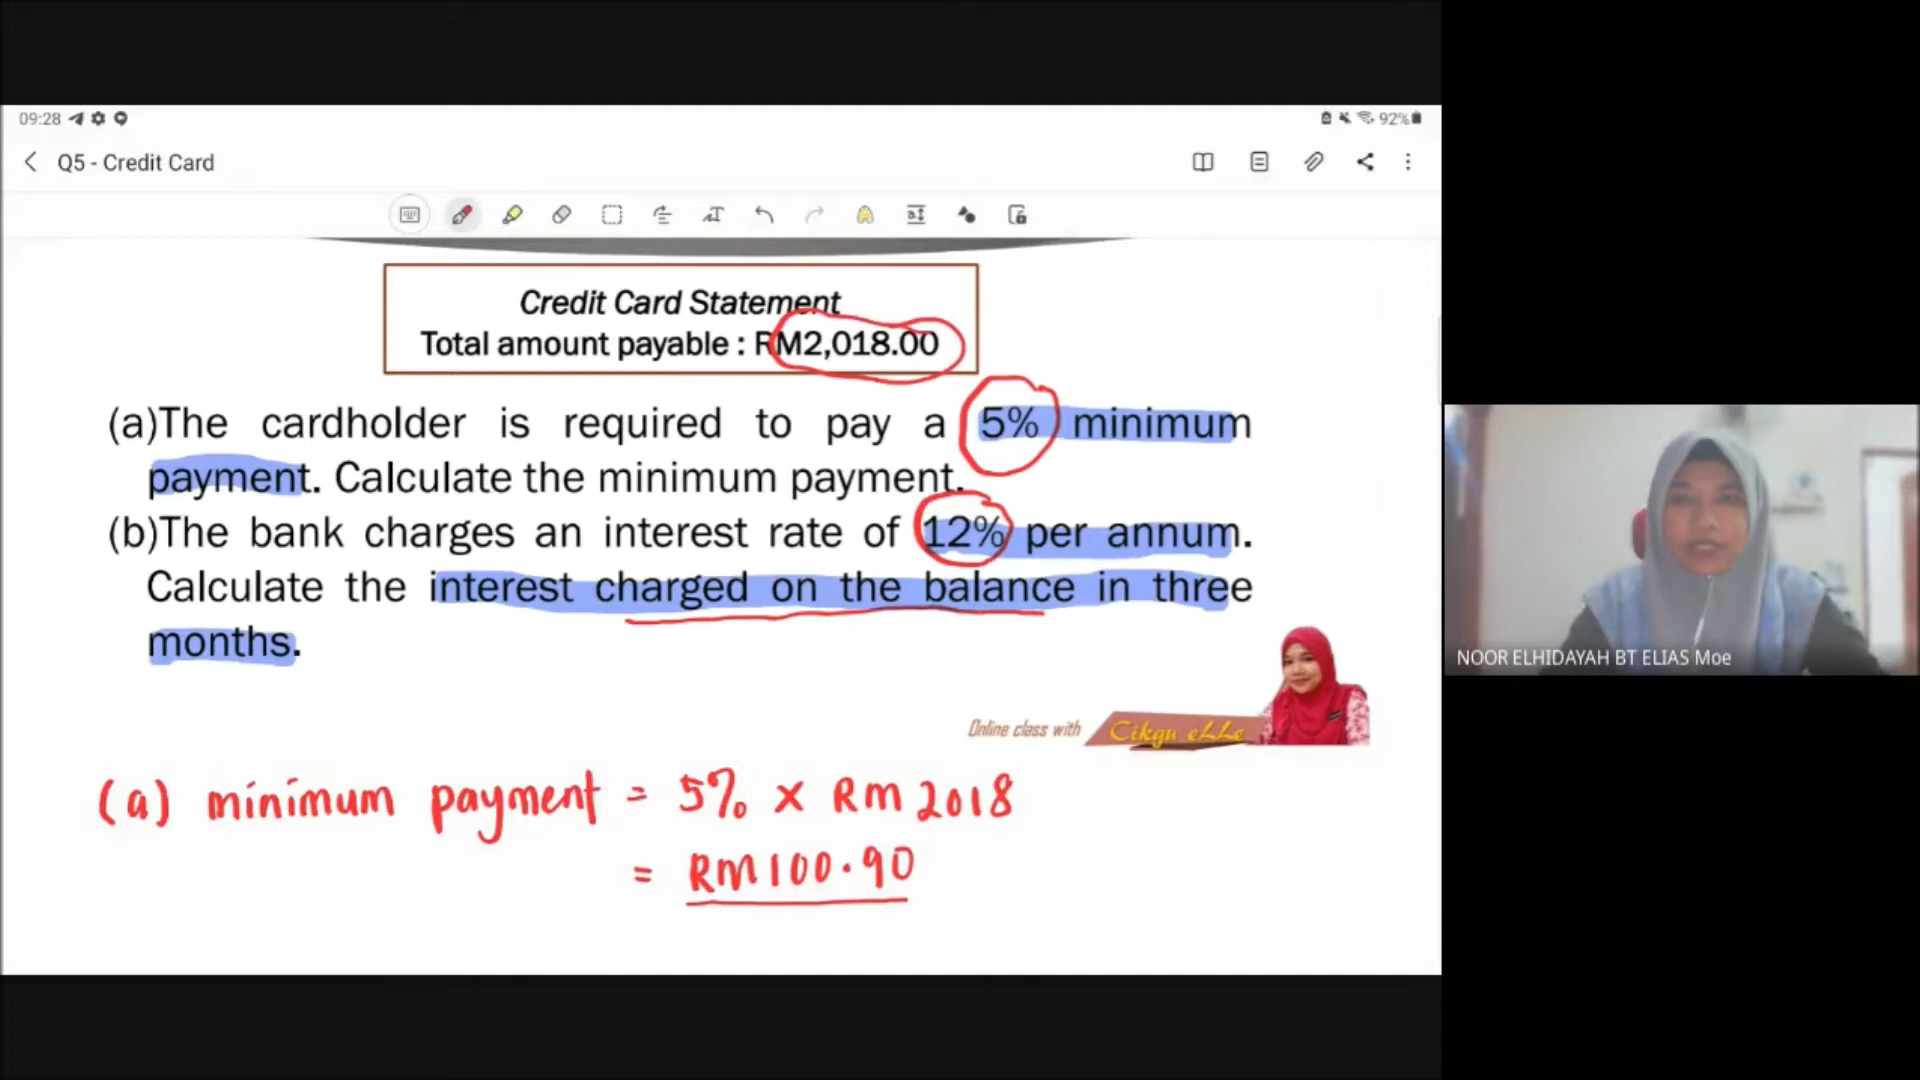 09:28
92%
Q5 - Credit Card
Credit Card Statement
Total amount payable : RM2,018.00
(a)The cardholder is required to pay a 5% minimum
payment. Calculate the minimum payment.
(b)The bank charges an interest rate of 12% per annum.
Calculate the interest charged on the balance in three
months.
Online class with Cikgu eLLe
(a) minimum payment = 5% x RM 2018
= RM100.90
NOOR ELHIDAYAH BT ELIAS Moe